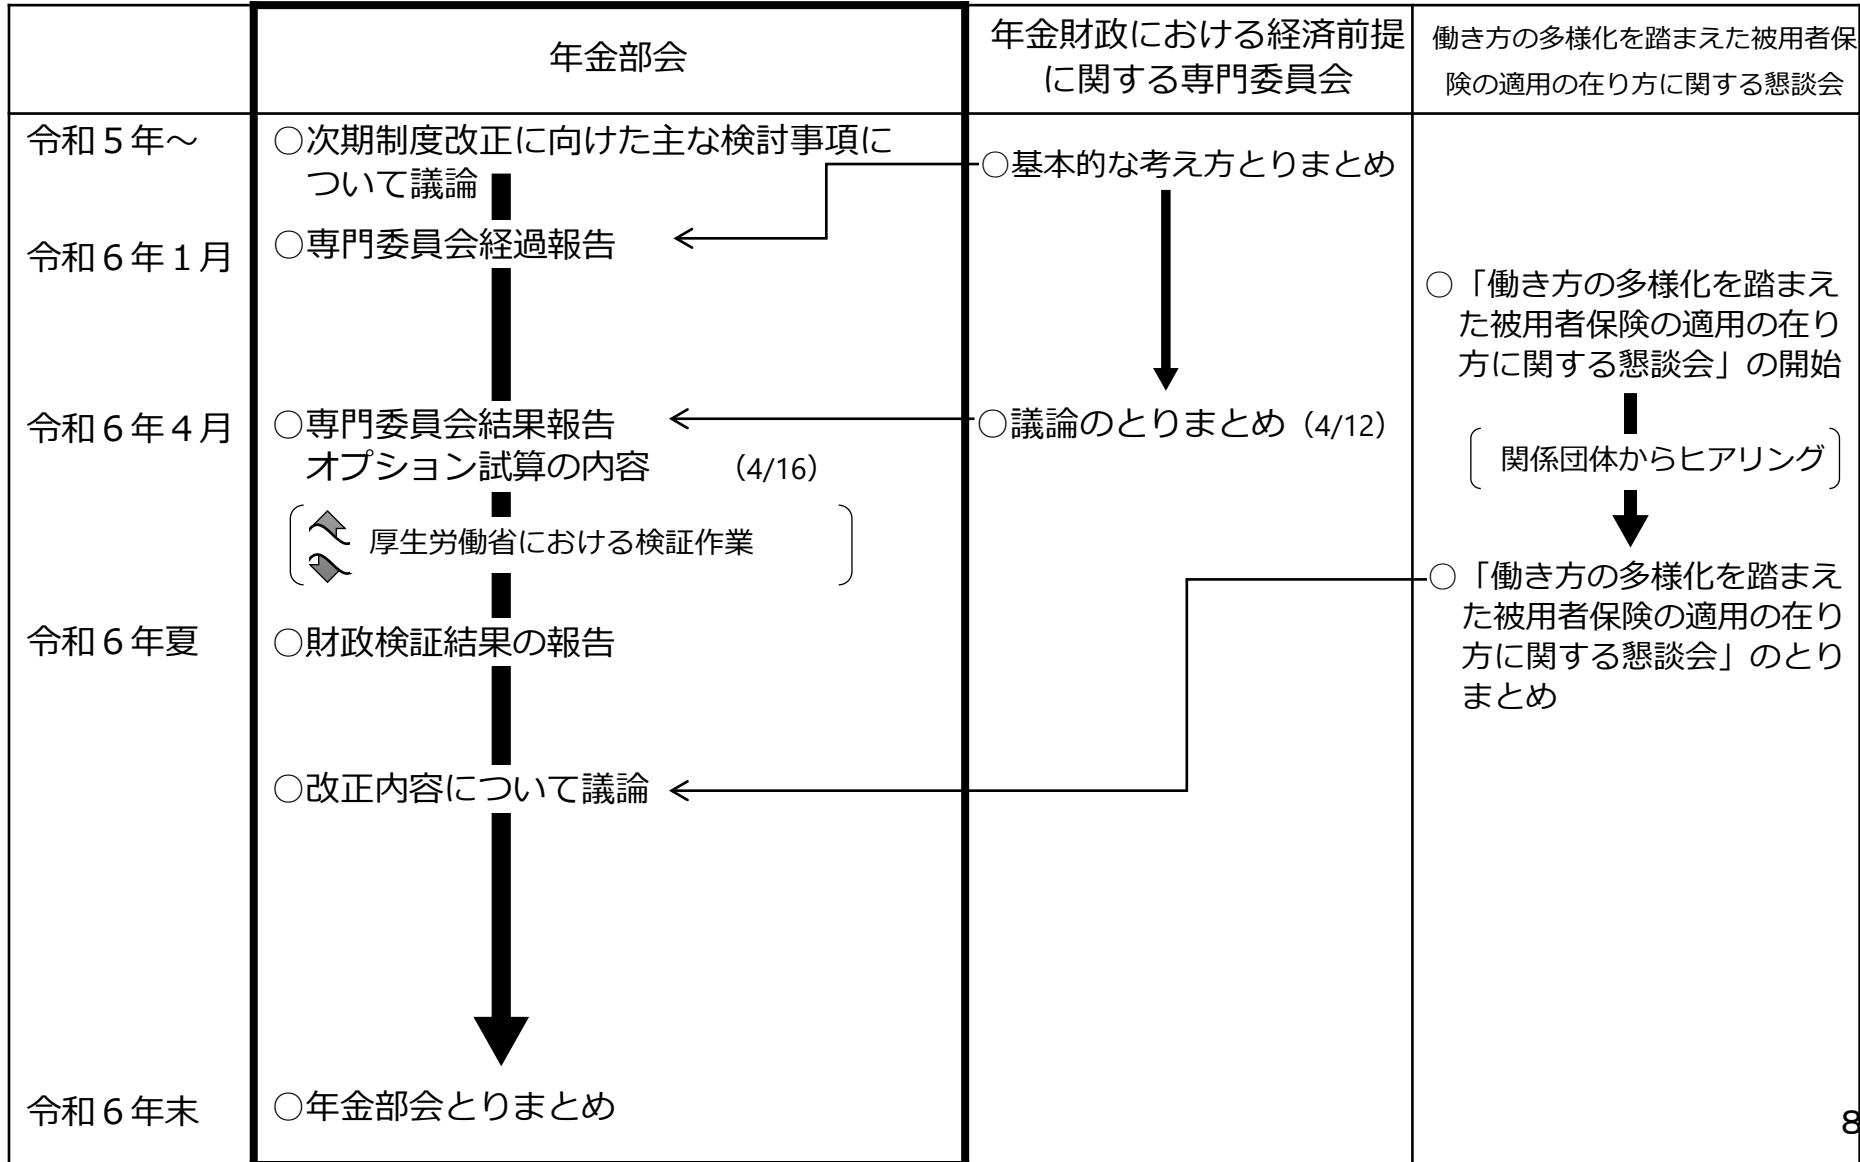 年金部会
年金財政における経済前提
に関する専門委員会
働き方の多様化を踏まえた被用者保
険の適用の在り方に関する懇談会
令和５年～
○次期制度改正に向けた主な検討事項に
ついて議論
○基本的な考え方とりまとめ
令和６年１月
○専門委員会経過報告
○「働き方の多様化を踏まえ
た被用者保険の適用の在り
方に関する懇談会」の開始
令和６年４月
○専門委員会結果報告
オプション試算の内容 （4/16）
○議論のとりまとめ（4/12）
関係団体からヒアリング
厚生労働省における検証作業
○「働き方の多様化を踏まえ
た被用者保険の適用の在り
方に関する懇談会」のとり
まとめ
令和６年夏
○財政検証結果の報告
○改正内容について議論
令和６年末
○年金部会とりまとめ
8